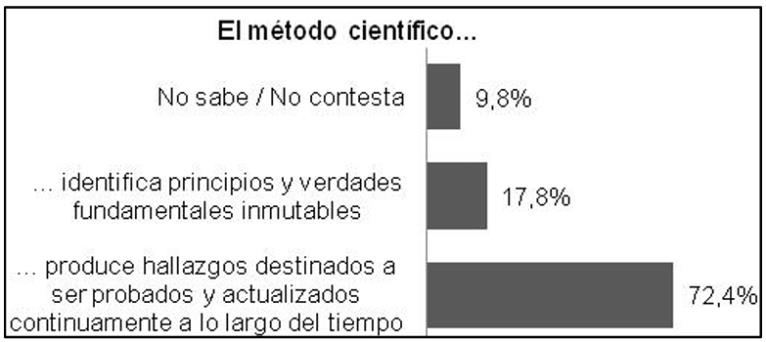 El método científico...
No sabe / No contesta
9,8%
... identifica principios y verdades
fundamentales inmutables
17,8%
... produce hallazgos destinados a
ser probados y actualizados
continuamente a lo largo del tiempo
72,4%